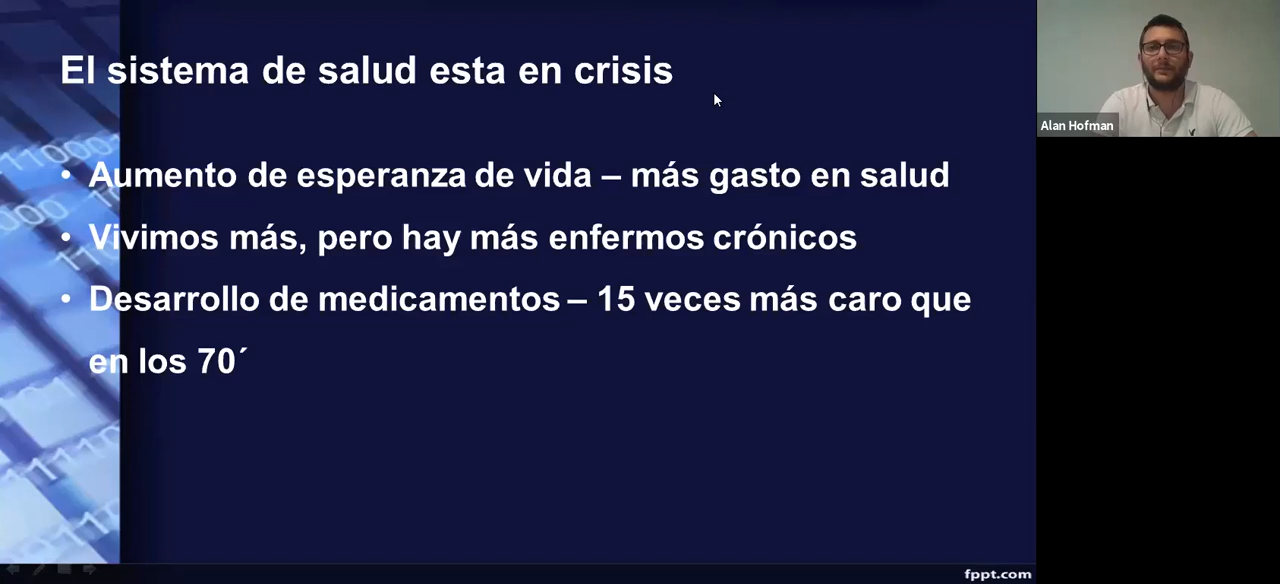 El sistema de salud esta en crisis
• Aumento de esperanza de vida – más gasto en salud
• Vivimos más, pero hay más enfermos crónicos
• Desarrollo de medicamentos – 15 veces más caro que
en los 70´
Alan Hofman
fppt.com